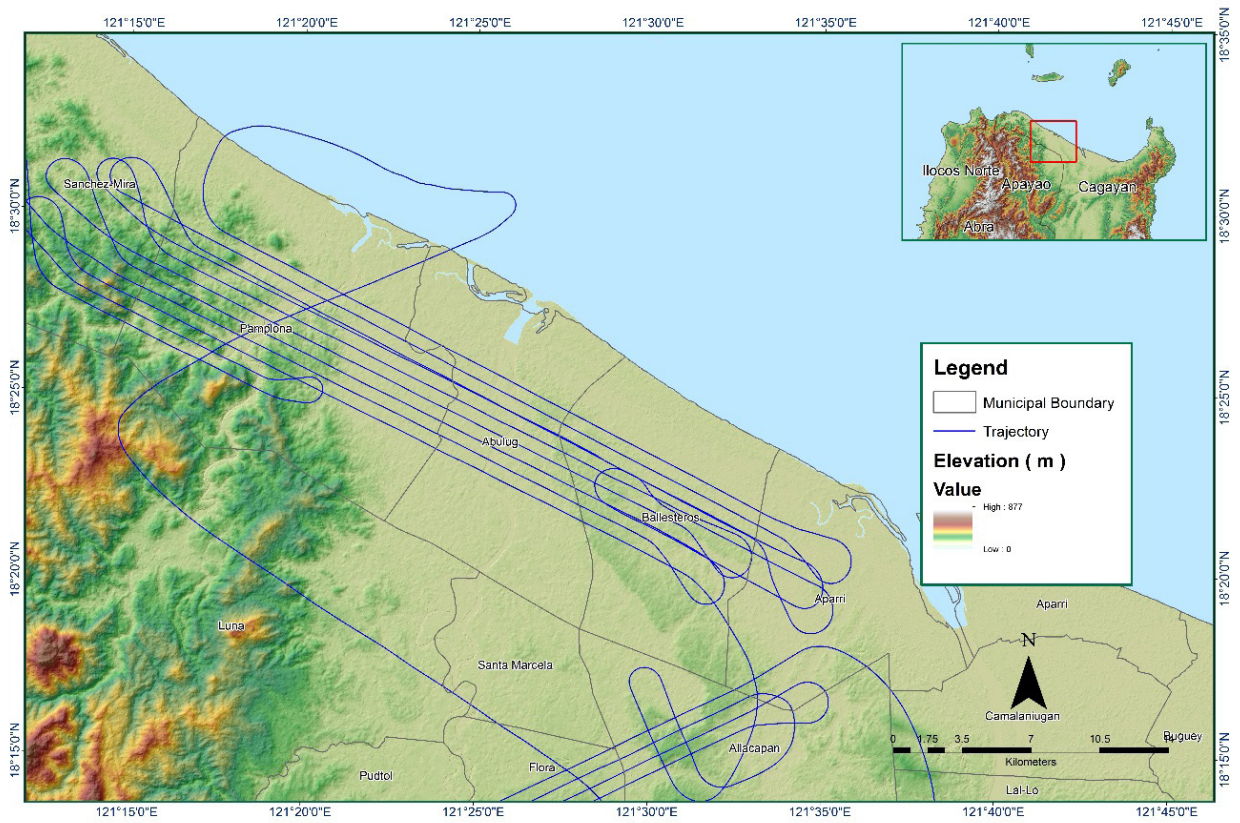 121°15'0"E
121°20'0"E
121°25'0"E
121°30'0"E
121°35'0"E
121°40'0"E
121°45'0"E
18°35'0"N
Ilocos Norte
Apayao
Cagayan
Abra
Sanchez-Mira
18°30'0"N
18°30'0"N
Pamplona
Legend
Municipal Boundary
Trajectory
Elevation ( m )
Value
High : 877
Low : 0
18°25'0"N
18°25'0"N
Abulug
Ballesteros
18°20'0"N
18°20'0"N
Aparri
Aparri
Luna
N
Santa Marcela
Camalaniugan
Buguey
Allacapan
0
1.75
3.5
7
10.5
14
Kilometers
18°15'0"N
18°15'0"N
Flora
Pudtol
Lal-Lo
121°15'0"E
121°20'0"E
121°25'0"E
121°30'0"E
121°35'0"E
121°40'0"E
121°45'0"E